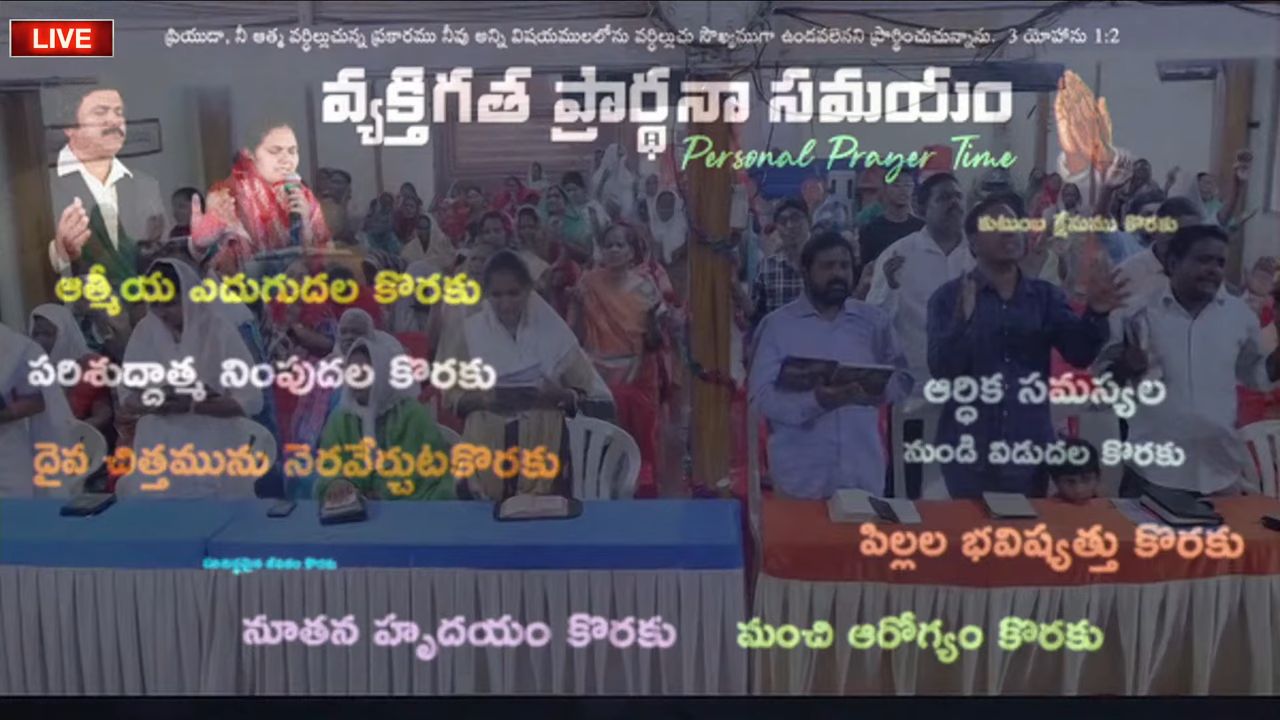 LIVE
ప్రియుడా, నీ ఆత్మ వర్థిల్లుచున్న ప్రకారము నీవు అన్ని విషయములలోను వర్థిల్లుచు సౌఖ్యముగా ఉండవలెనని ప్రార్థించుచున్నాను. 3 యోహాను 1:2
వ్యక్తిగత ప్రార్థనా సమయం
Personal Prayer Time
కుటుంబ క్షేమము కొరకు
ఆత్మీయ ఎదుగుదల కొరకు
పరిశుద్దాత్మ నింపుదల కొరకు
ఆర్ధిక సమస్యల
నుండి విడుదల కొరకు
దైవ చిత్తమును నెరవేర్చుటకొరకు
పిల్లల భవిష్యత్తు కొరకు
కొరకు
నూతన హృదయం కొరకు
మంచి ఆరోగ్యం కొరకు